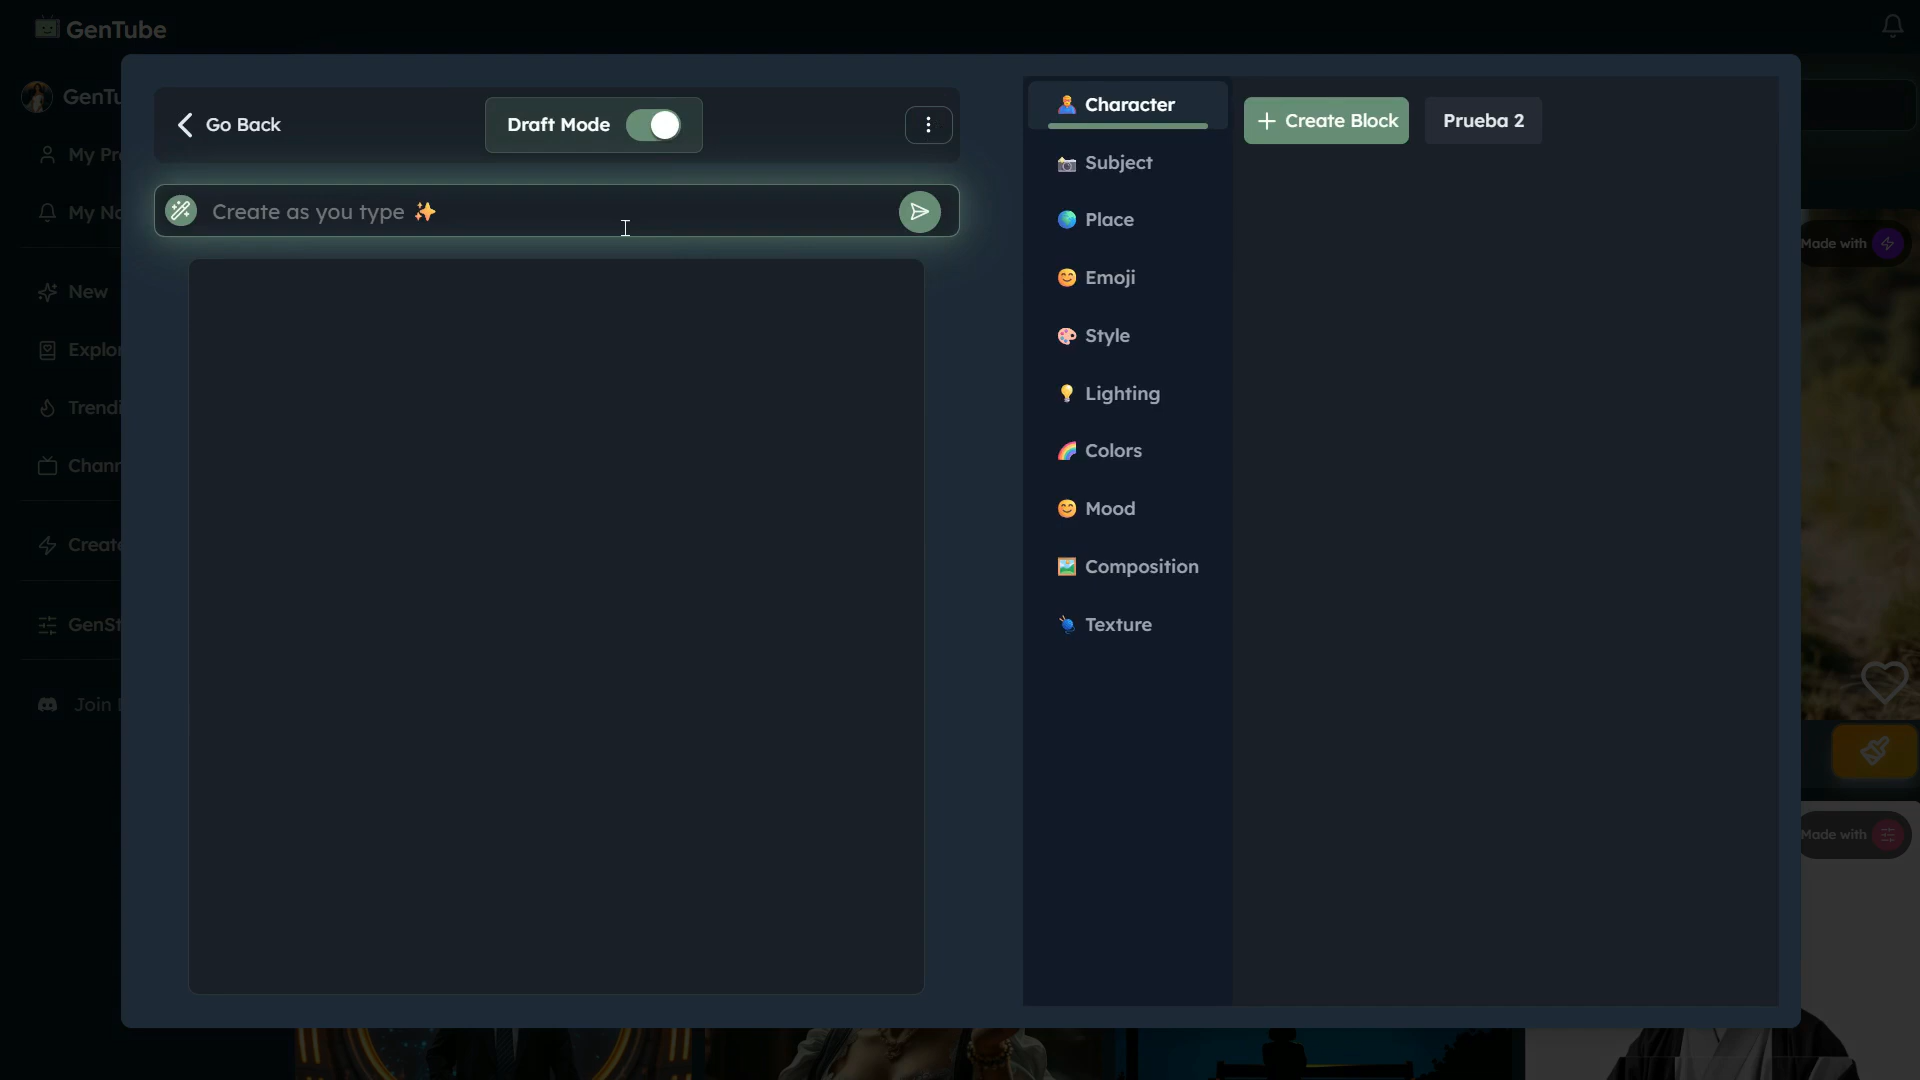 GenTube
GenTu
My Pr
My No
New
Explor
Trendi
Chann
Create
GenSt
Join
Go Back
Draft Mode
Create as you type ✨
Character
Subject
Place
Emoji
Style
Lighting
Colors
Mood
Composition
Texture
+ Create Block
Prueba 2
Made with
Made with